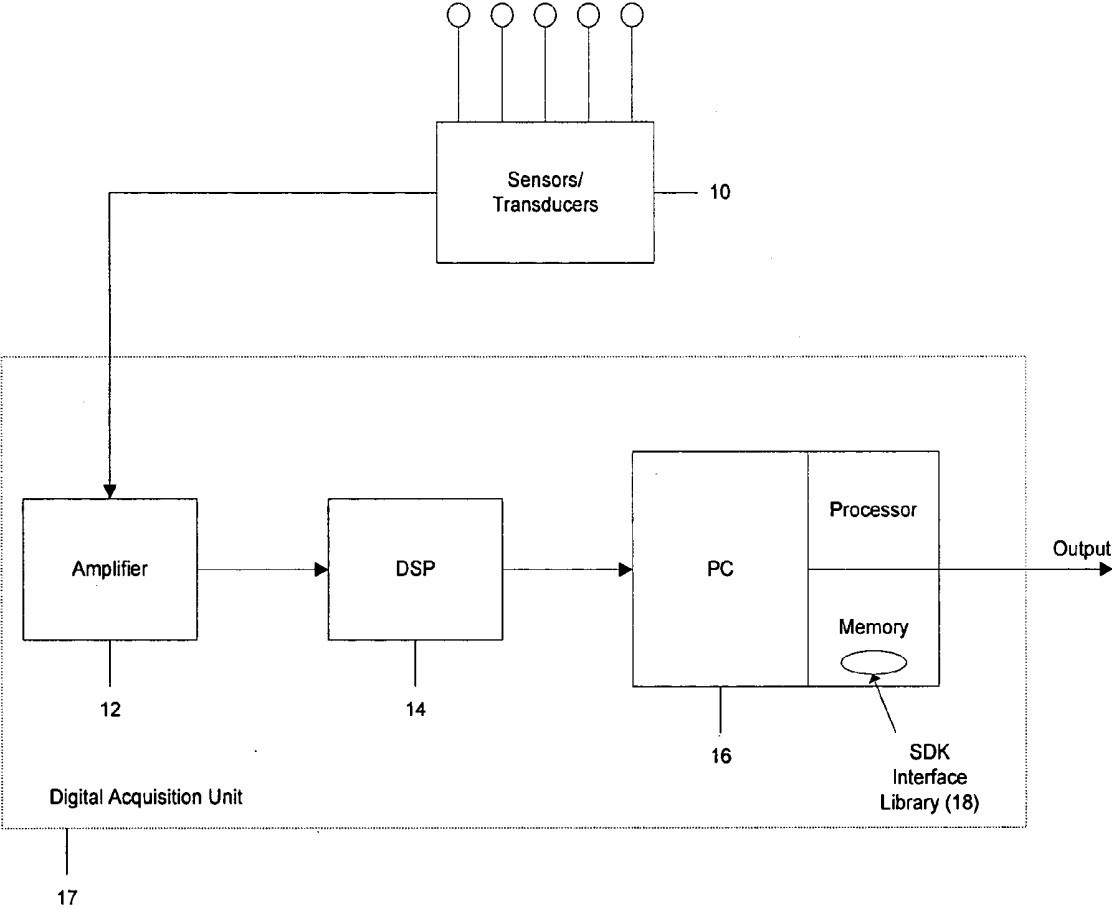 Sensors/
Transducers
10
Processor
Output
Amplifier
DSP
PC
Memory
12
14
16
SDK
Interface
Library (18)
Digital Acquisition Unit
17